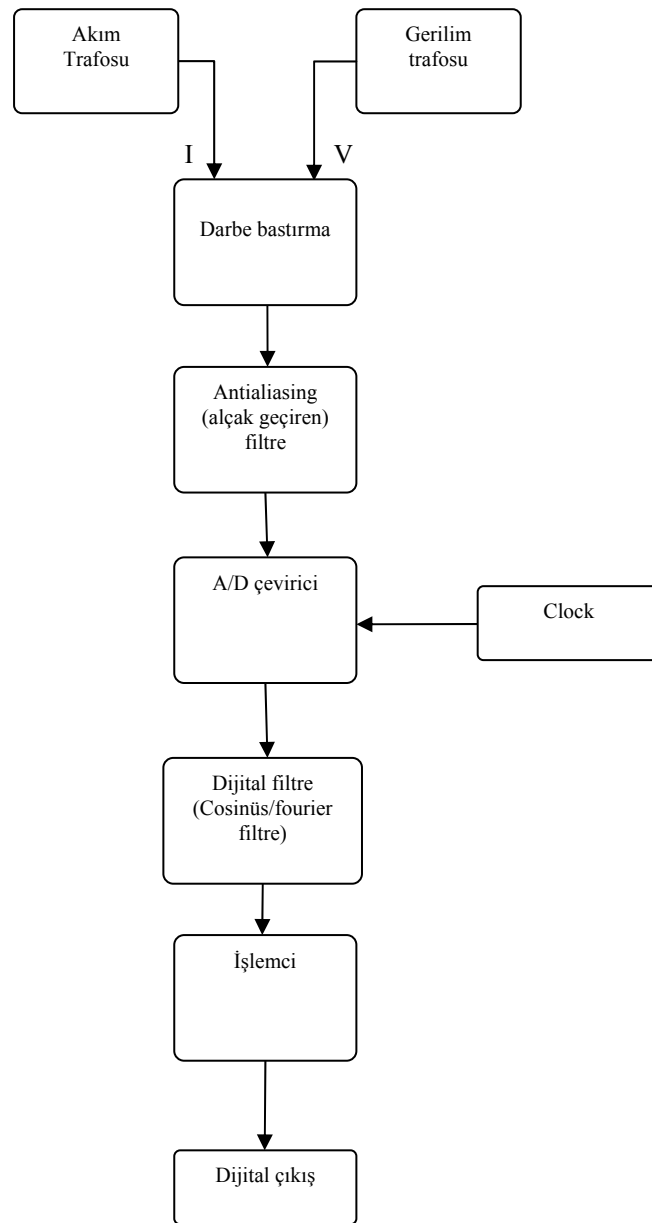 Akım
Trafosu
Gerilim
trafosu
I
V
Darbe bastırma
Antialiasing
(alçak geçiren)
filtre
A/D çevirici
Clock
Dijital filtre
(Cosinüs/fourier
filtre)
İşlemci
Dijital çıkış